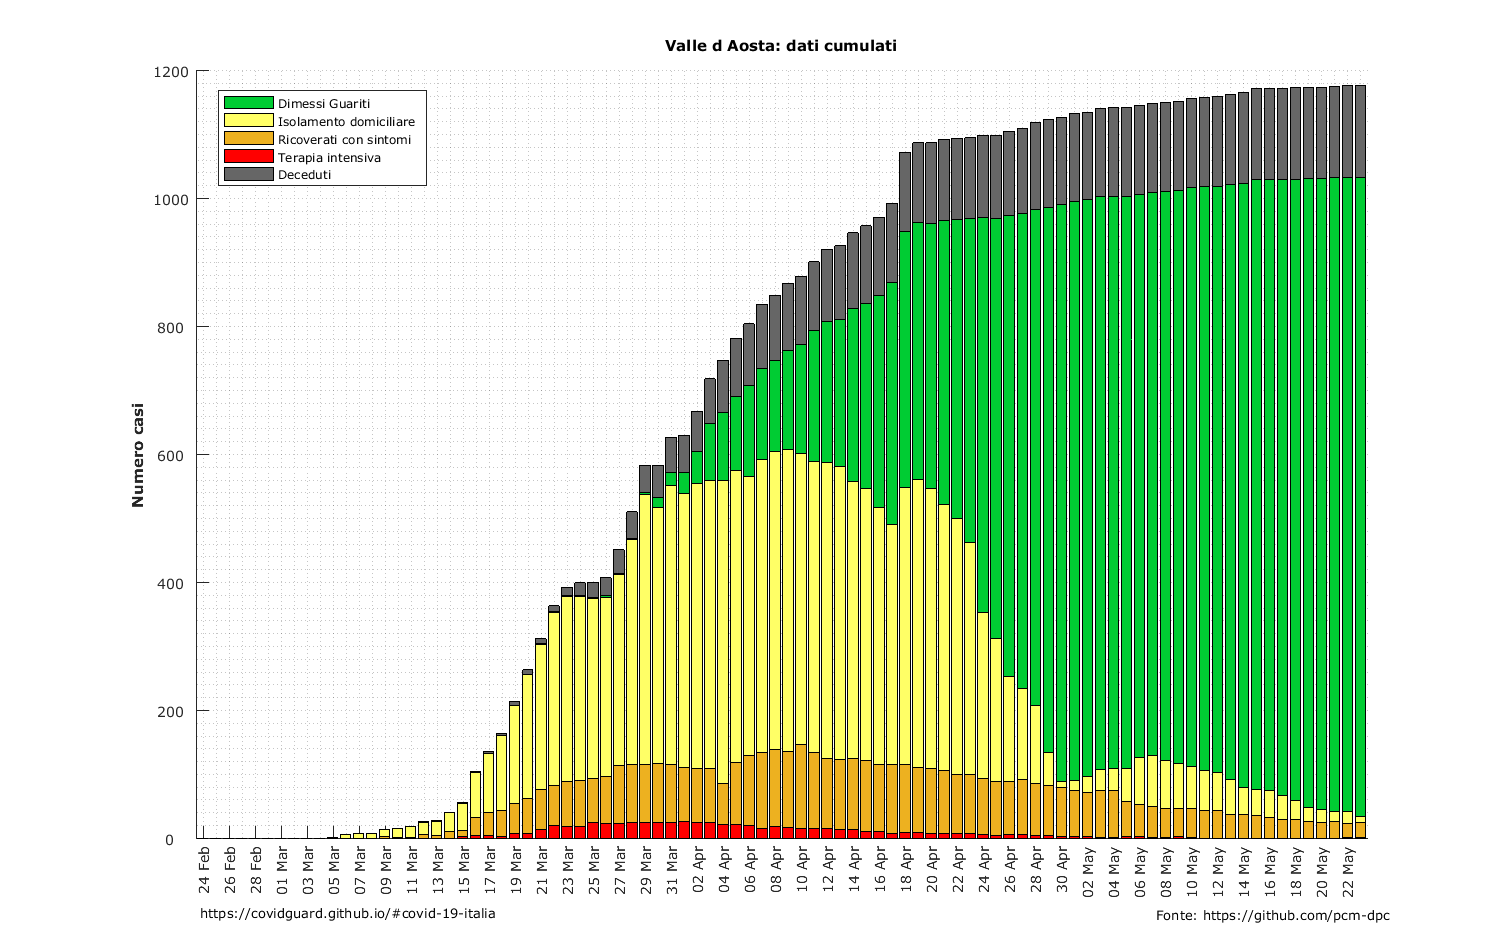 Valle d Aosta: dati cumulati
1200
1000
800
600
400
200
0
Numero casi
Dimessi Guariti
Isolamento domiciliare
Ricoverati con sintomi
Terapia intensiva
Deceduti
24 Feb
26 Feb
28 Feb
01 Mar
03 Mar
05 Mar
07 Mar
09 Mar
11 Mar
13 Mar
15 Mar
17 Mar
19 Mar
21 Mar
23 Mar
25 Mar
27 Mar
29 Mar
31 Mar
02 Apr
04 Apr
06 Apr
08 Apr
10 Apr
12 Apr
14 Apr
16 Apr
18 Apr
20 Apr
22 Apr
24 Apr
26 Apr
28 Apr
30 Apr
02 May
04 May
06 May
08 May
10 May
12 May
14 May
16 May
18 May
20 May
22 May
https://covidguard.github.io/#covid-19-italia
Fonte: https://github.com/pcm-dpc